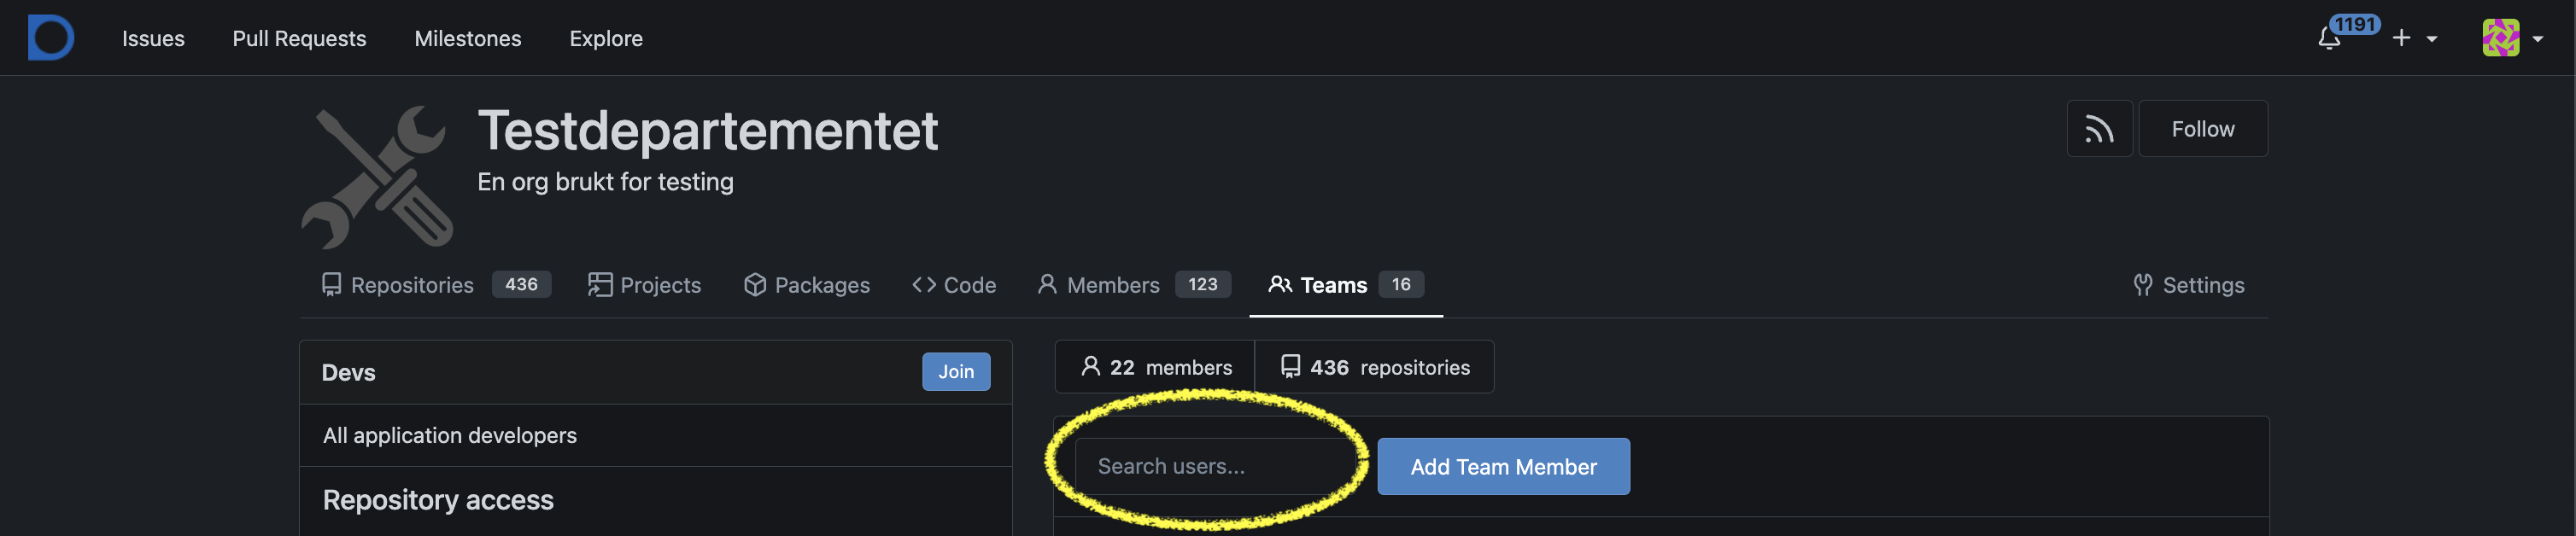 Issues Pull Requests Milestones Explore 1191
Testdepartementet
Follow
En org brukt for testing
Repositories 436 Projects Packages Code Members 123 Teams 16 Settings
Devs Join
22 members 436 repositories
All application developers
Search users...
Add Team Member
Repository access